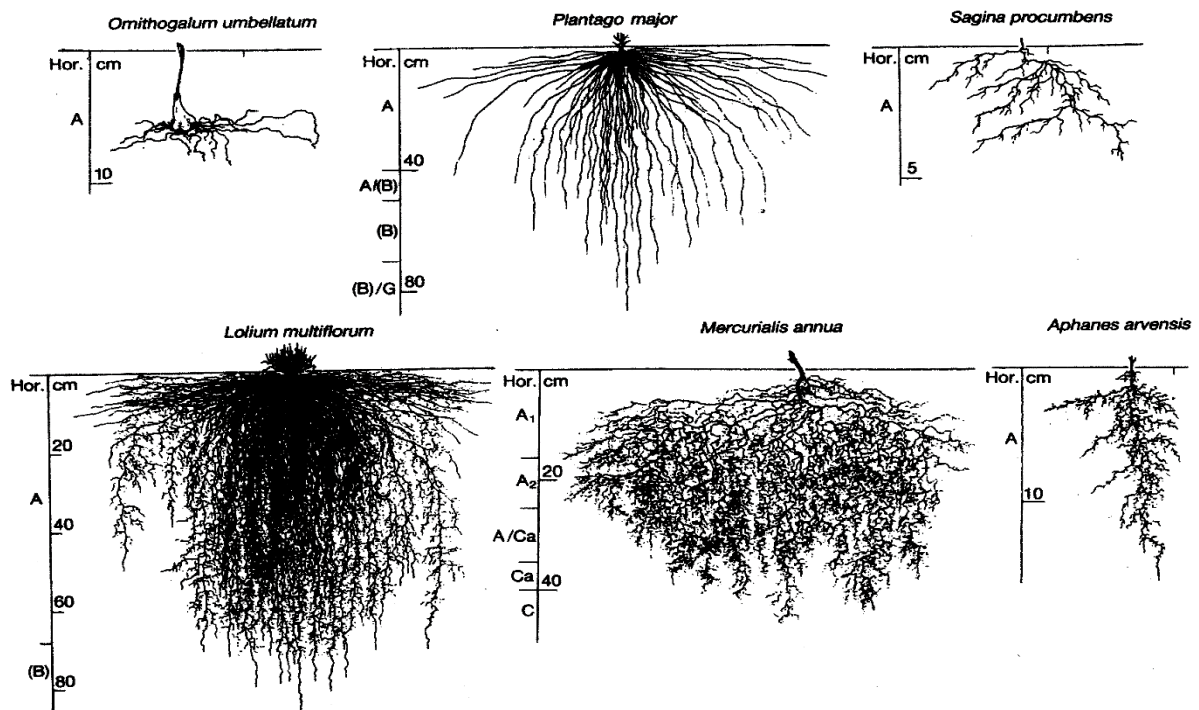 Ornithogalum umbellatum
Hor. cm
A
10
Plantago major
Hor. cm
A
40
A/(B)
(B)
(B)/G
80
Sagina procumbens
Hor. cm
A
5
Lolium multiflorum
Hor. cm
20
A
40
60
(B)
80
Mercurialis annua
Hor. cm
A₁
20
A₂
A/Ca
Ca
40
C
Aphanes arvensis
Hor. cm
A
10